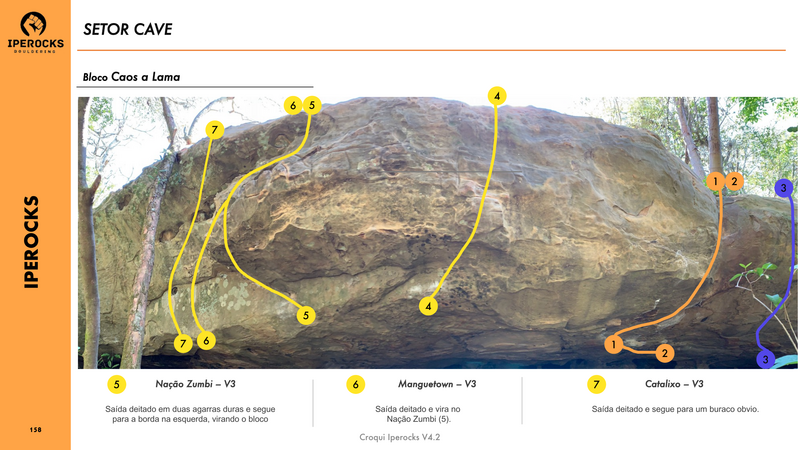 IPEROCKS
BOULDERING
SETOR CAVE
Bloco Caos a Lama
6 5
4
7
1 2
3
4
5
7 6
1
2
3
IPEROCKS
5 Nação Zumbi – V3
Saída deitado em duas agarras duras e segue
para a borda na esquerda, virando o bloco
6 Manguetown – V3
Saída deitado e vira no
Nação Zumbi (5).
7 Catalixo – V3
Saída deitado e segue para um buraco obvio.
158
Croqui Iperocks V4.2